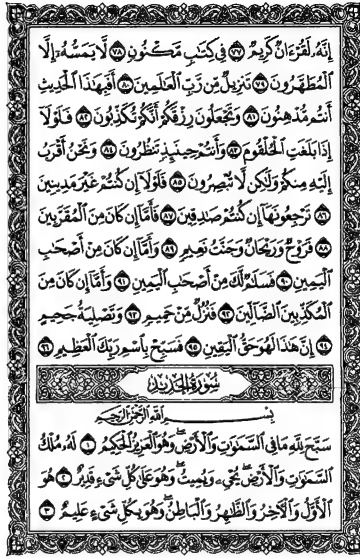 إِنَّهُۥ لَقُرْءَانٌ كَرِيمٌ ٧٧ فِي كِتَٰبٍ مَّكْنُونٍ ٧٨ لَّا يَمَسُّهُۥٓ إِلَّا
ٱلْمُطَهَّرُونَ ٧٩ تَنزِيلٌ مِّن رَّبِّ ٱلْعَٰلَمِينَ ٨٠ أَفَبِهَٰذَا ٱلْحَدِيثِ
أَنتُم مُّدْهِنُونَ ٨١ وَتَجْعَلُونَ رِزْقَكُمْ أَنَّكُمْ تُكَذِّبُونَ ٨٢ فَلَوْلَآ
إِذَا بَلَغَتِ ٱلْحُلْقُومَ ٨٣ وَأَنتُمْ حِينَئِذٍ تَنظُرُونَ ٨٤ وَنَحْنُ أَقْرَبُ
إِلَيْهِ مِنكُمْ وَلَٰكِن لَّا تُبْصِرُونَ ٨٥ فَلَوْلَآ إِن كُنتُمْ غَيْرَ مَدِينِينَ
٨٦ تَرْجِعُونَهَآ إِن كُنتُمْ صَٰدِقِينَ ٨٧ فَأَمَّآ إِن كَانَ مِنَ ٱلْمُقَرَّبِينَ
٨٨ فَرَوْحٌ وَرَيْحَانٌ وَجَنَّتُ نَعِيمٍ ٨٩ وَأَمَّآ إِن كَانَ مِنْ أَصْحَٰبِ
ٱلْيَمِينِ ٩٠ فَسَلَٰمٌ لَّكَ مِنْ أَصْحَٰبِ ٱلْيَمِينِ ٩١ وَأَمَّآ إِن كَانَ مِنَ
ٱلْمُكَذِّبِينَ ٱلضَّآلِّينَ ٩٢ فَنُزُلٌ مِّنْ حَمِيمٍ ٩٣ وَتَصْلِيَةُ جَحِيمٍ
٩٤ إِنَّ هَٰذَا لَهُوَ حَقُّ ٱلْيَقِينِ ٩٥ فَسَبِّحْ بِٱسْمِ رَبِّكَ ٱلْعَظِيمِ ٩٦
سُورَةُ الحَدِيد
بِسْمِ ٱللَّهِ ٱلرَّحْمَٰنِ ٱلرَّحِيمِ
سَبَّحَ لِلَّهِ مَا فِي ٱلسَّمَٰوَٰتِ وَٱلْأَرْضِ ۖ وَهُوَ ٱلْعَزِيزُ ٱلْحَكِيمُ ١ لَهُۥ مُلْكُ
ٱلسَّمَٰوَٰتِ وَٱلْأَرْضِ ۖ يُحْيِۦ وَيُمِيتُ ۖ وَهُوَ عَلَىٰ كُلِّ شَيْءٍ قَدِيرٌ ٢ هُوَ
ٱلْأَوَّلُ وَٱلْءَاخِرُ وَٱلظَّٰهِرُ وَٱلْبَاطِنُ ۖ وَهُوَ بِكُلِّ شَيْءٍ عَلِيمٌ ٣